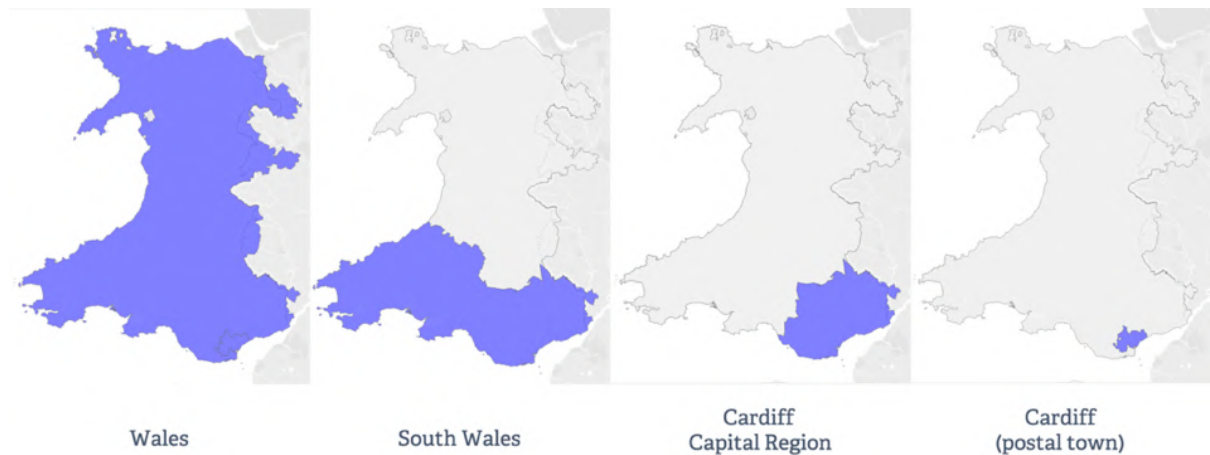 Wales
South Wales
Cardiff
Capital Region
Cardiff
(postal town)